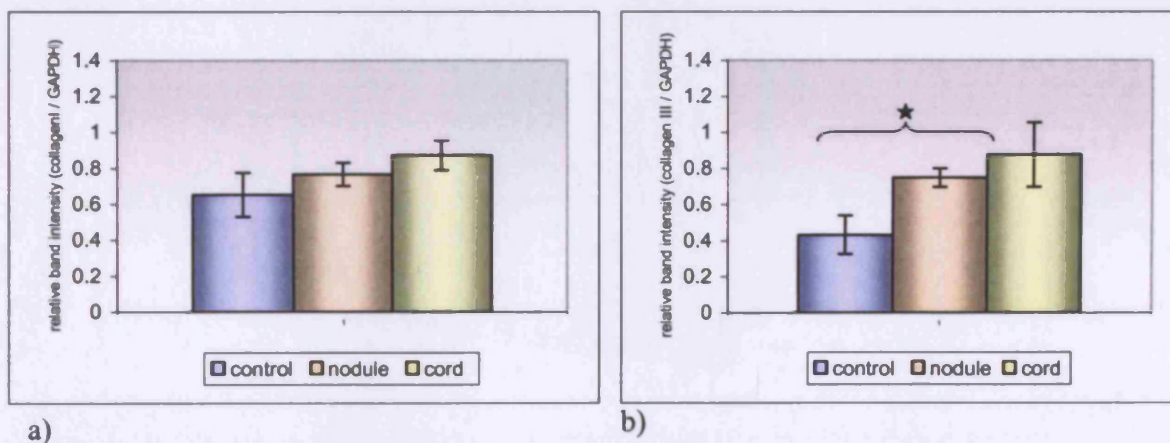 relative band intensity (collagenI / GAPDH)
1.4
1.2
1
0.8
0.6
0.4
0.2
0
control nodule cord
a)
relative band intensity (collagen III / GAPDH)
1.4
1.2
1
0.8
0.6
0.4
0.2
0
★
control nodule cord
b)